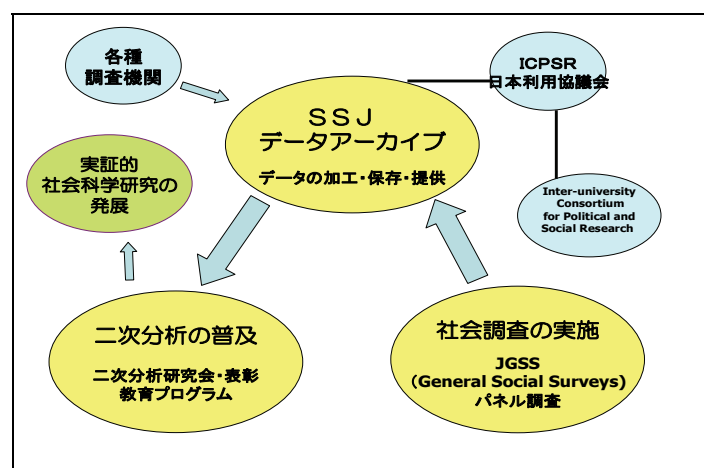 各種
調査機関
ICPSR
日本利用協議会
SSJ
データアーカイブ
データの加工・保存・提供
実証的
社会科学研究の
発展
Inter-university
Consortium
for Political and
Social Research
二次分析の普及
二次分析研究会・表彰
教育プログラム
社会調査の実施
JGSS
(General Social Surveys)
パネル調査